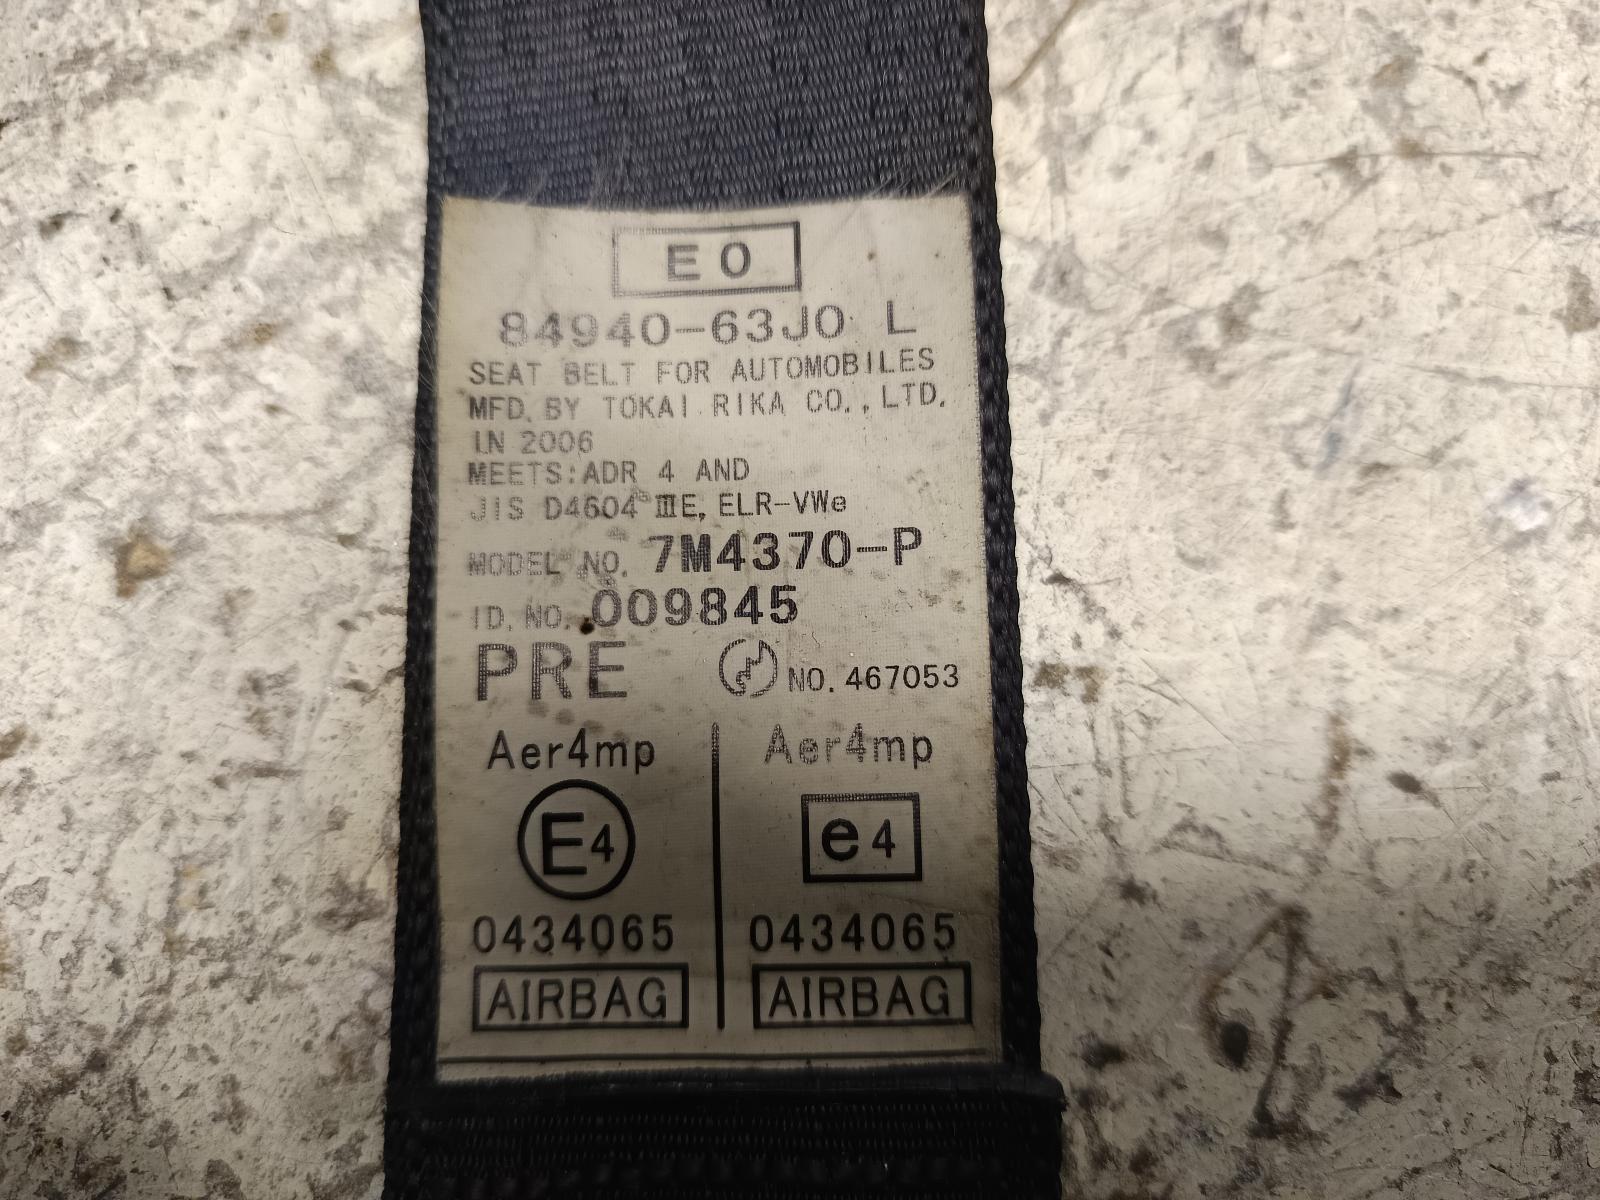 E0
84940-63J0 L
SEAT BELT FOR AUTOMOBILES
MFD. BY TOKAI RIKA CO., LTD.
IN 2006
MEETS: ADR 4 AND
JIS D4604 ⅢE, ELR-VWe
MODEL NO. 7M4370-P
ID. NO. 009845
PRE NO. 467053
Aer4mp Aer4mp
E4 e4
0434065 0434065
AIRBAG AIRBAG